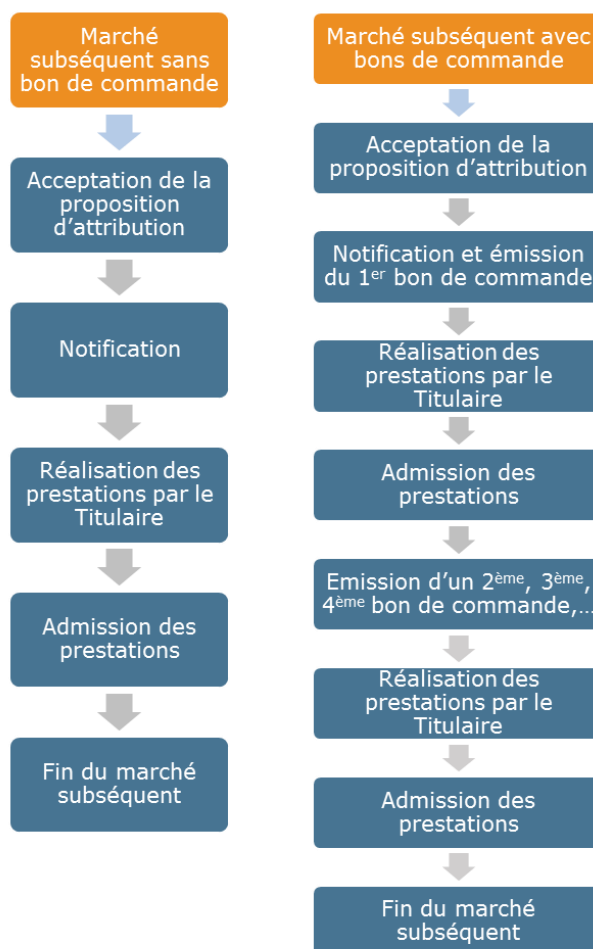 Marché
subséquent sans
bon de commande
Acceptation de la
proposition
d'attribution
Notification
Réalisation des
prestations par le
Titulaire
Admission des
prestations
Fin du marché
subséquent
Marché subséquent avec
bons de commande
Acceptation de la
proposition d'attribution
Notification et émission
du 1er bon de commande
Réalisation des
prestations par le
Titulaire
Admission des
prestations
Emission d'un 2ème, 3ème,
4ème bon de commande,...
Réalisation des
prestations par le
Titulaire
Admission des
prestations
Fin du marché
subséquent